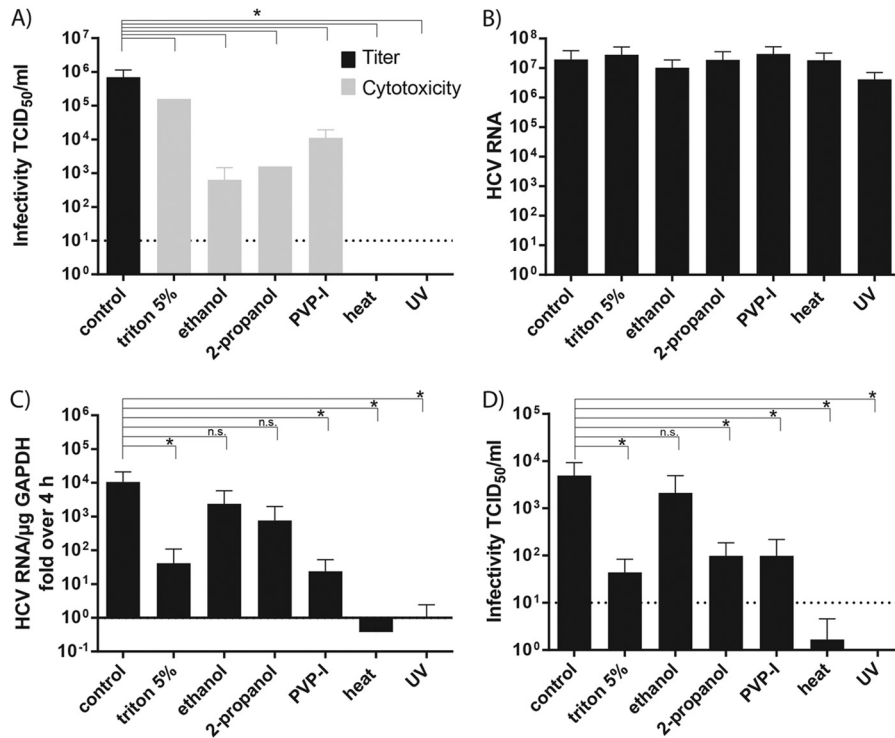 A)
*
Infectivity TCID50/ml
10⁷
10⁶
10⁵
10⁴
10³
10²
10¹
10⁰
Titer
Cytotoxicity
control
triton 5%
ethanol
2-propanol
PVP-I
heat
UV
B)
HCV RNA
10⁸
10⁷
10⁶
10⁵
10⁴
10³
10²
10¹
10⁰
control
triton 5%
ethanol
2-propanol
PVP-I
heat
UV
C)
*
*
*
n.s.
n.s.
*
HCV RNA/µg GAPDH
fold over 4 h
10⁶
10⁵
10⁴
10³
10²
10¹
10⁰
10⁻¹
control
triton 5%
ethanol
2-propanol
PVP-I
heat
UV
D)
*
*
*
*
n.s.
*
Infectivity TCID50/ml
10⁵
10⁴
10³
10²
10¹
10⁰
control
triton 5%
ethanol
2-propanol
PVP-I
heat
UV